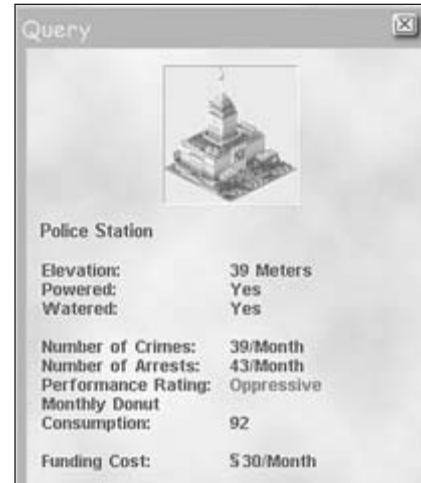 Query
Police Station
Elevation: 39 Meters
Powered: Yes
Watered: Yes
Number of Crimes: 39/Month
Number of Arrests: 43/Month
Performance Rating: Oppressive
Monthly Donut
Consumption: 92
Funding Cost: §30/Month